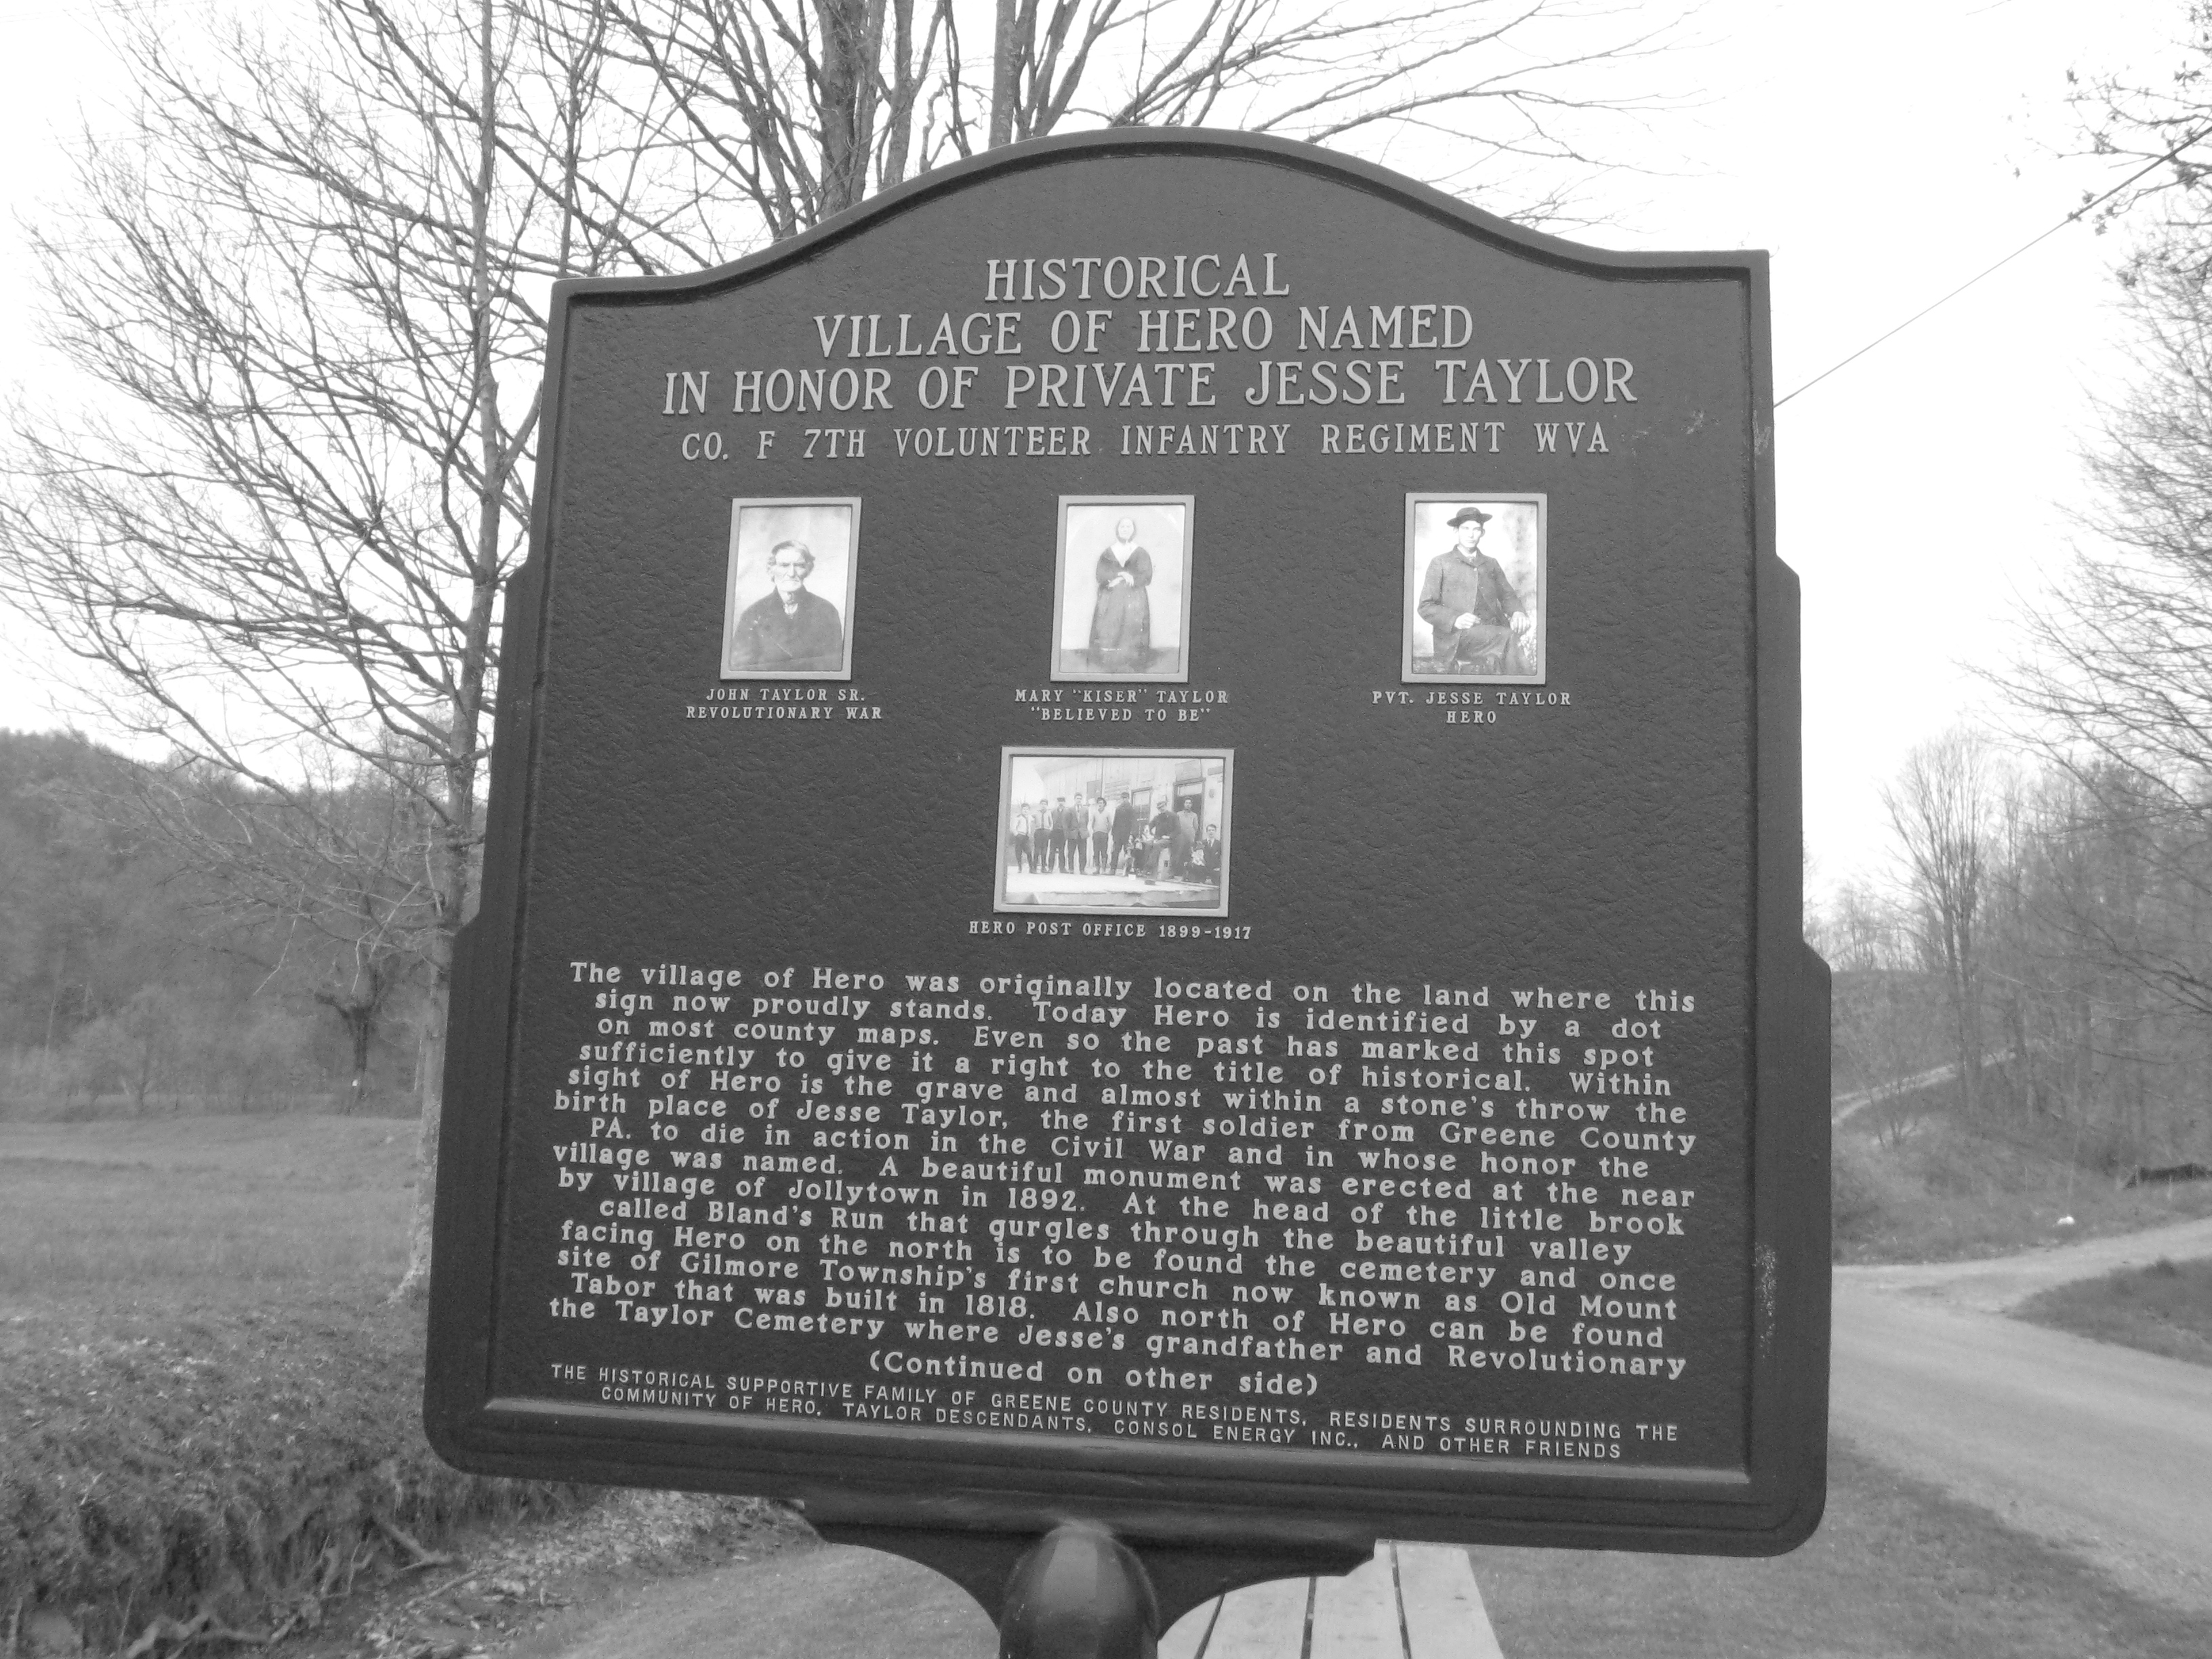 HISTORICAL
VILLAGE OF HERO NAMED
IN HONOR OF PRIVATE JESSE TAYLOR
CO. F 7TH VOLUNTEER INFANTRY REGIMENT WVA
JOHN TAYLOR SR.
REVOLUTIONARY WAR
MARY "KISER" TAYLOR
"BELIEVED TO BE"
PVT. JESSE TAYLOR
HERO
HERO POST OFFICE 1899-1917
The village of Hero was originally located on the land where this
sign now proudly stands. Today Hero is identified by a dot
on most county maps. Even so the past has marked this spot
sufficiently to give it a right to the title of historical. Within
sight of Hero is the grave and almost within a stone's throw the
birth place of Jesse Taylor, the first soldier from Greene County
PA. to die in action in the Civil War and in whose honor the
village was named. A beautiful monument was erected at the near
by village of Jollytown in 1892. At the head of the little brook
called Bland's Run that gurgles through the beautiful valley
facing Hero on the north is to be found the cemetery and once
site of Gilmore Township's first church now known as Old Mount
Tabor that was built in 1818. Also north of Hero can be found
the Taylor Cemetery where Jesse's grandfather and Revolutionary
(Continued on other side)
THE HISTORICAL SUPPORTIVE FAMILY OF GREENE COUNTY RESIDENTS, RESIDENTS SURROUNDING THE
COMMUNITY OF HERO, TAYLOR DESCENDANTS, CONSOL ENERGY INC., AND OTHER FRIENDS